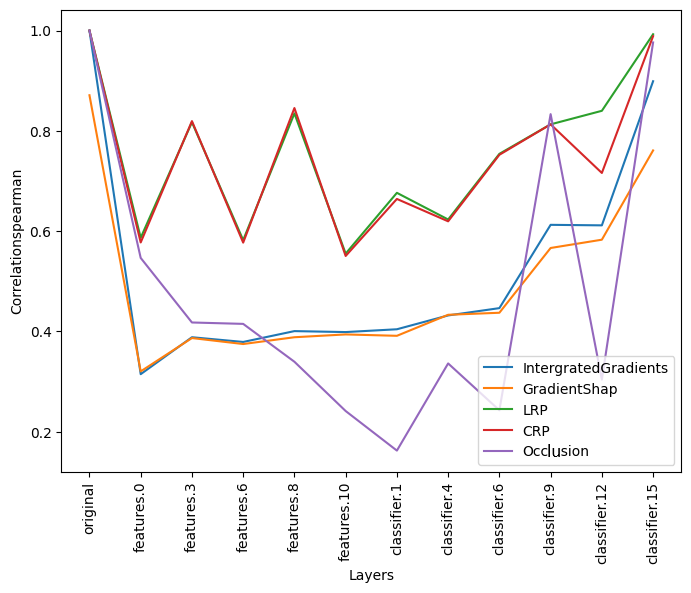 1.0
0.8
0.6
0.4
0.2
Correlationspearman
original
features.0
features.3
features.6
features.8
features.10
classifier.1
classifier.4
classifier.6
classifier.9
classifier.12
classifier.15
Layers
IntergratedGradients
GradientShap
LRP
CRP
Occlusion